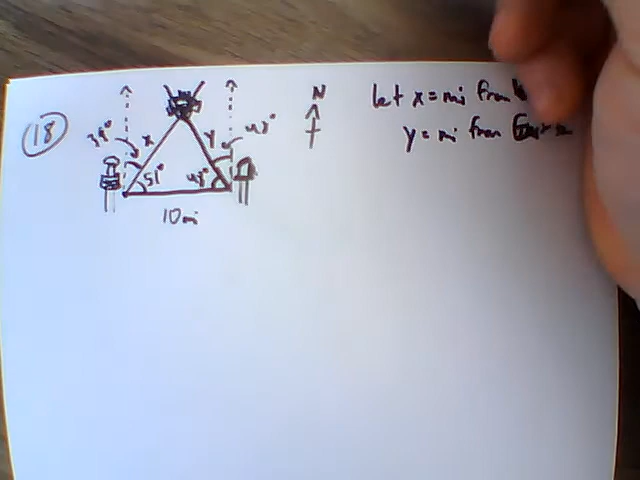 18
N
let x = mi from
y = mi from
39°
x
y
43°
51°
47°
10mi